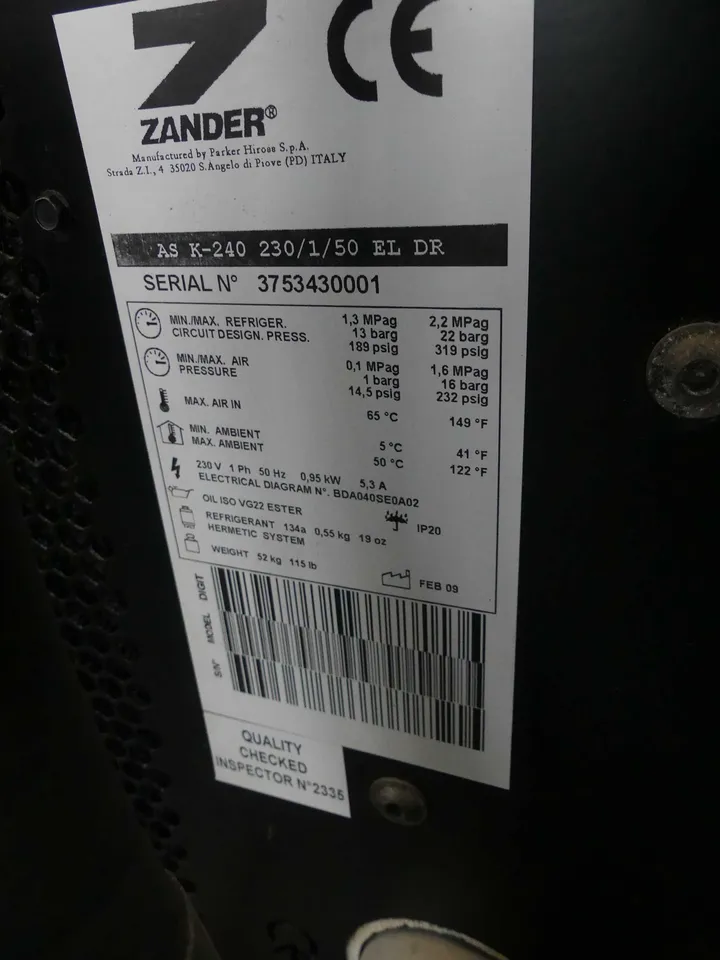 CE
ZANDER®
Manufactured by Parker Hiross S.p.A.
Strada Z.I., 4 35020 S.Angelo di Piove (PD) ITALY
AS K-240 230/1/50 EL DR
SERIAL N° 3753430001
MIN./MAX. REFRIGER. 1,3 MPag 2,2 MPag
CIRCUIT DESIGN. PRESS. 13 barg 22 barg
189 psig 319 psig
MIN./MAX. AIR 0,1 MPag 1,6 MPag
PRESSURE 1 barg 16 barg
14,5 psig 232 psig
MAX. AIR IN 65 °C 149 °F
MIN. AMBIENT 5 °C 41 °F
MAX. AMBIENT 50 °C 122 °F
230 V 1 Ph 50 Hz 0,95 kW 5,3 A
ELECTRICAL DIAGRAM N°. BDA040SE0A02
OIL ISO VG22 ESTER
IP20
REFRIGERANT 134a 0,55 kg 19 oz
HERMETIC SYSTEM
WEIGHT 52 kg 115 lb
FEB 09
DIGIT
MODEL
S/N°
QUALITY
CHECKED
INSPECTOR N°2335